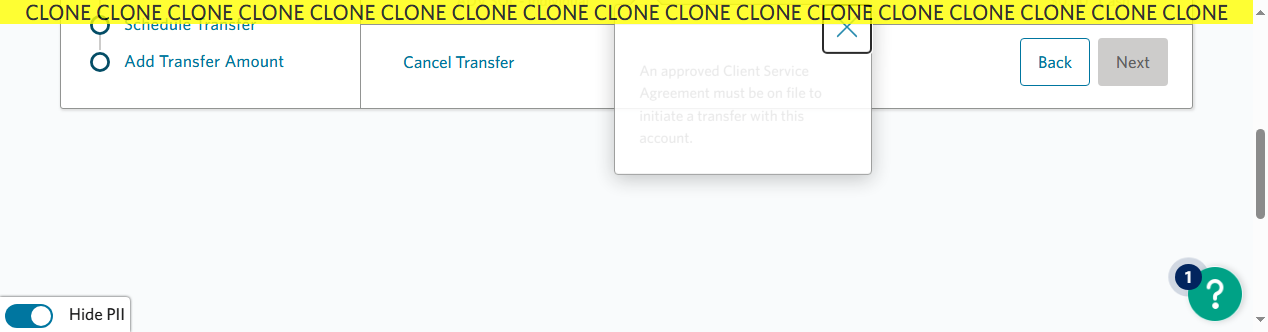 CLONE CLONE CLONE CLONE CLONE CLONE CLONE CLONE CLONE CLONE CLONE CLONE CLONE CLONE CLONE CLONE CLONE
Schedule Transfer
Add Transfer Amount
Cancel Transfer
An approved Client Service
Agreement must be on file to
initiate a transfer with this
account.
Back
Next
1
?
Hide PII